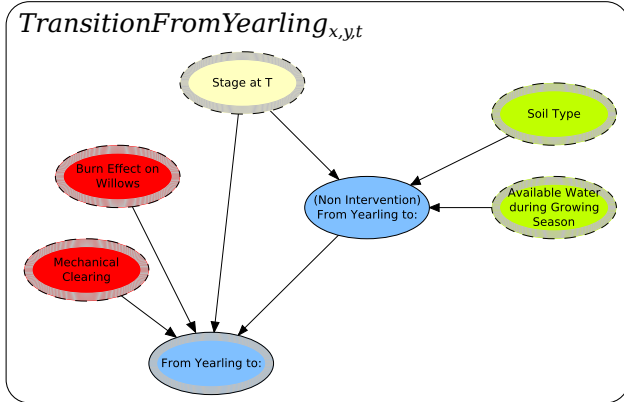 TransitionFromYearling x,y,t
Stage at T
Soil Type
Burn Effect on
Willows
(Non Intervention)
From Yearling to:
Available Water
during Growing
Season
Mechanical
Clearing
From Yearling to: